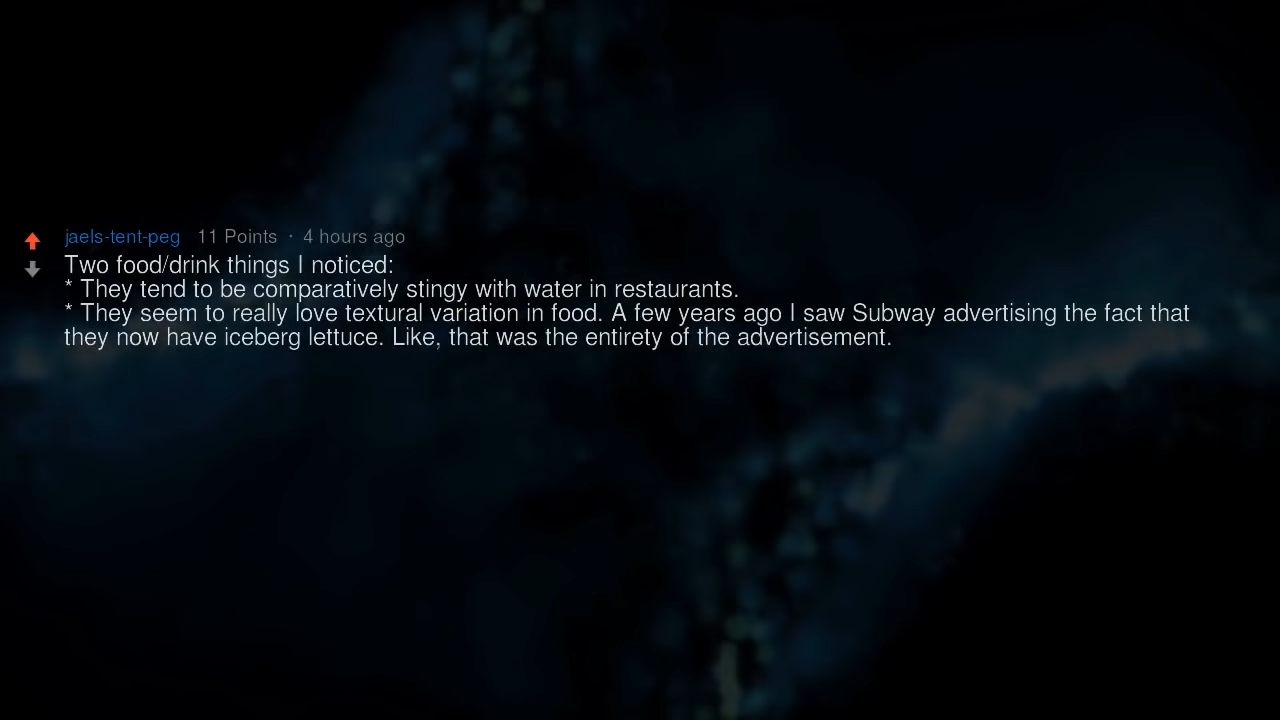 jaels-tent-peg 11 Points · 4 hours ago
Two food/drink things I noticed:
* They tend to be comparatively stingy with water in restaurants.
* They seem to really love textural variation in food. A few years ago I saw Subway advertising the fact that
they now have iceberg lettuce. Like, that was the entirety of the advertisement.